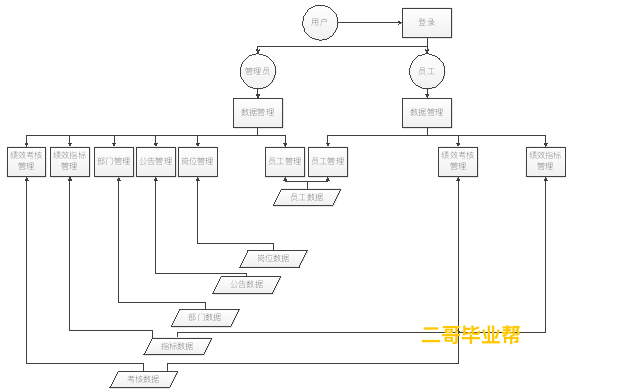 用户
登录
管理员
员工
数据管理
数据管理
绩效考核
管理
绩效指标
管理
部门管理
公告管理
岗位管理
员工管理
员工管理
绩效考核
管理
绩效指标
管理
员工数据
岗位数据
公告数据
部门数据
二哥毕业帮
指标数据
考核数据